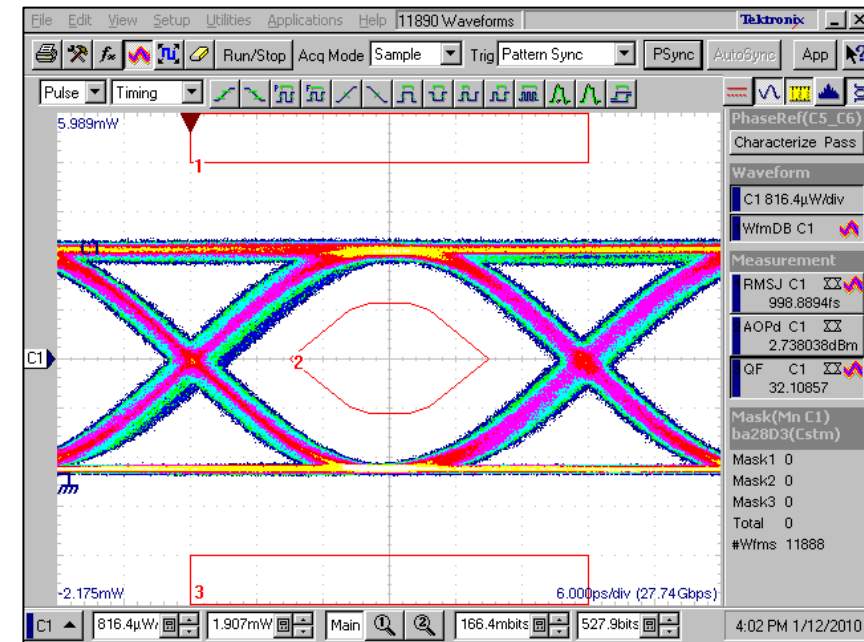 File Edit View Setup Utilities Applications Help 11890 Waveforms Tektronix
Run/Stop Acq Mode Sample Trig Pattern Sync PSync AutoSync App
Pulse Timing
5.989mW
1
C1
C1
2
-2.175mW
3
6.000ps/div (27.74Gbps)
PhaseRef(C5_C6)
Characterize Pass
Waveform
C1 816.4µW/div
WfmDB C1
Measurement
RMSJ C1
998.8894fs
AOPd C1
2.738038dBm
QF C1
32.10857
Mask(Mn C1)
ba28D3(Cstm)
Mask1 0
Mask2 0
Mask3 0
Total 0
#Wfms 11888
C1 816.4µW/ 1.907mW Main 1 2 166.4mbits 527.9bits 4:02 PM 1/12/2010